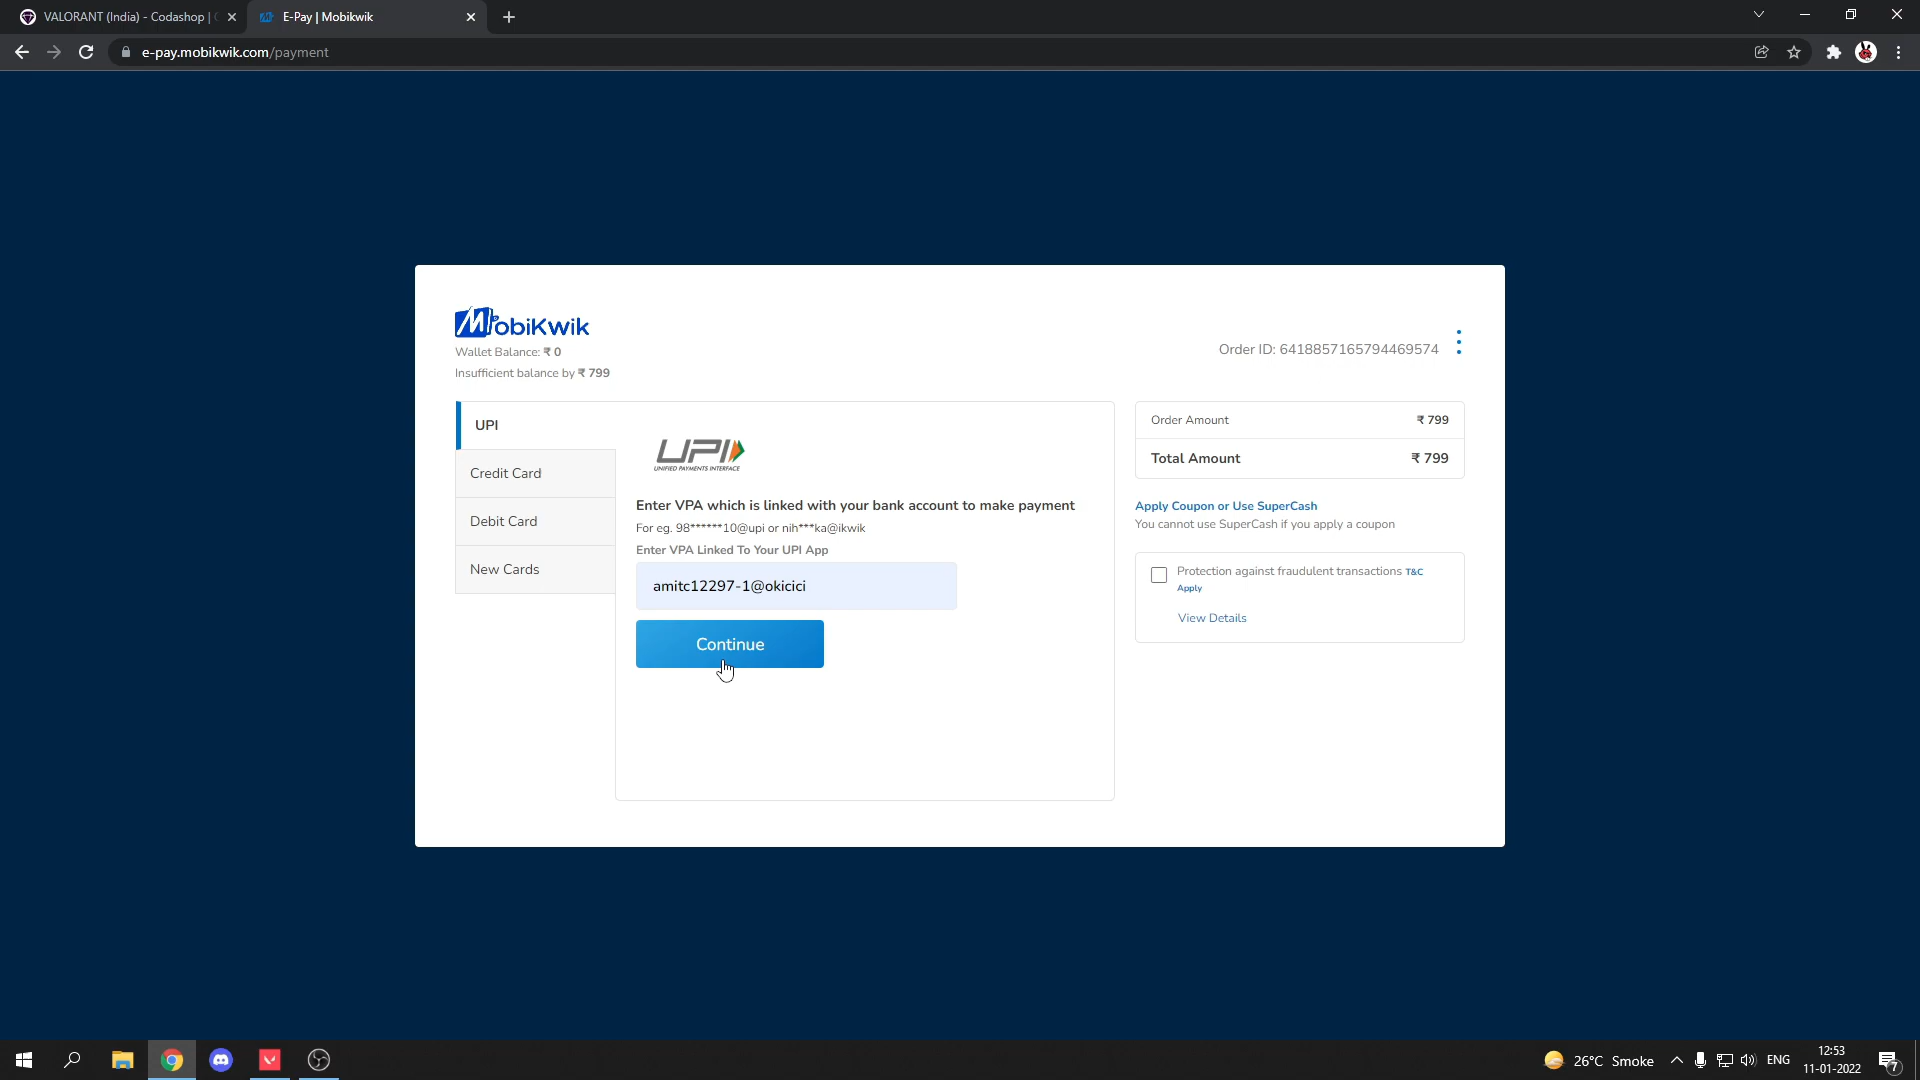 VALORANT (India) - Codashop |
E-Pay | Mobikwik
e-pay.mobikwik.com/payment
MobiKwik
Wallet Balance: ₹ 0
Insufficient balance by ₹ 799
Order ID: 6418857165794469574
UPI
Credit Card
Debit Card
New Cards
UPI
UNIFIED PAYMENTS INTERFACE
Enter VPA which is linked with your bank account to make payment
For eg. 98******10@upi or nih***ka@ikwik
Enter VPA Linked To Your UPI App
amitc12297-1@okicici
Continue
Order Amount ₹ 799
Total Amount ₹ 799
Apply Coupon or Use SuperCash
You cannot use SuperCash if you apply a coupon
Protection against fraudulent transactions T&C
Apply
View Details
26°C Smoke
ENG
12:53
11-01-2022
7